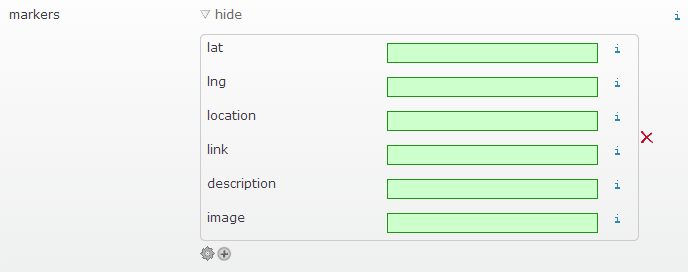 markers hide i
lat i
lng i
location i
link i
description i
image i